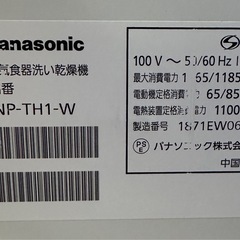 Panasonic
気食器洗い乾燥機
品番
NP-TH1-W
100 V ～ 50/60 Hz
最大消費電力 1 65/1185
電動機定格消費電力 65/85
電熱装置定格消費電力 1100
製造番号 1871EW06
PS
E
パナソニック株式会
中国